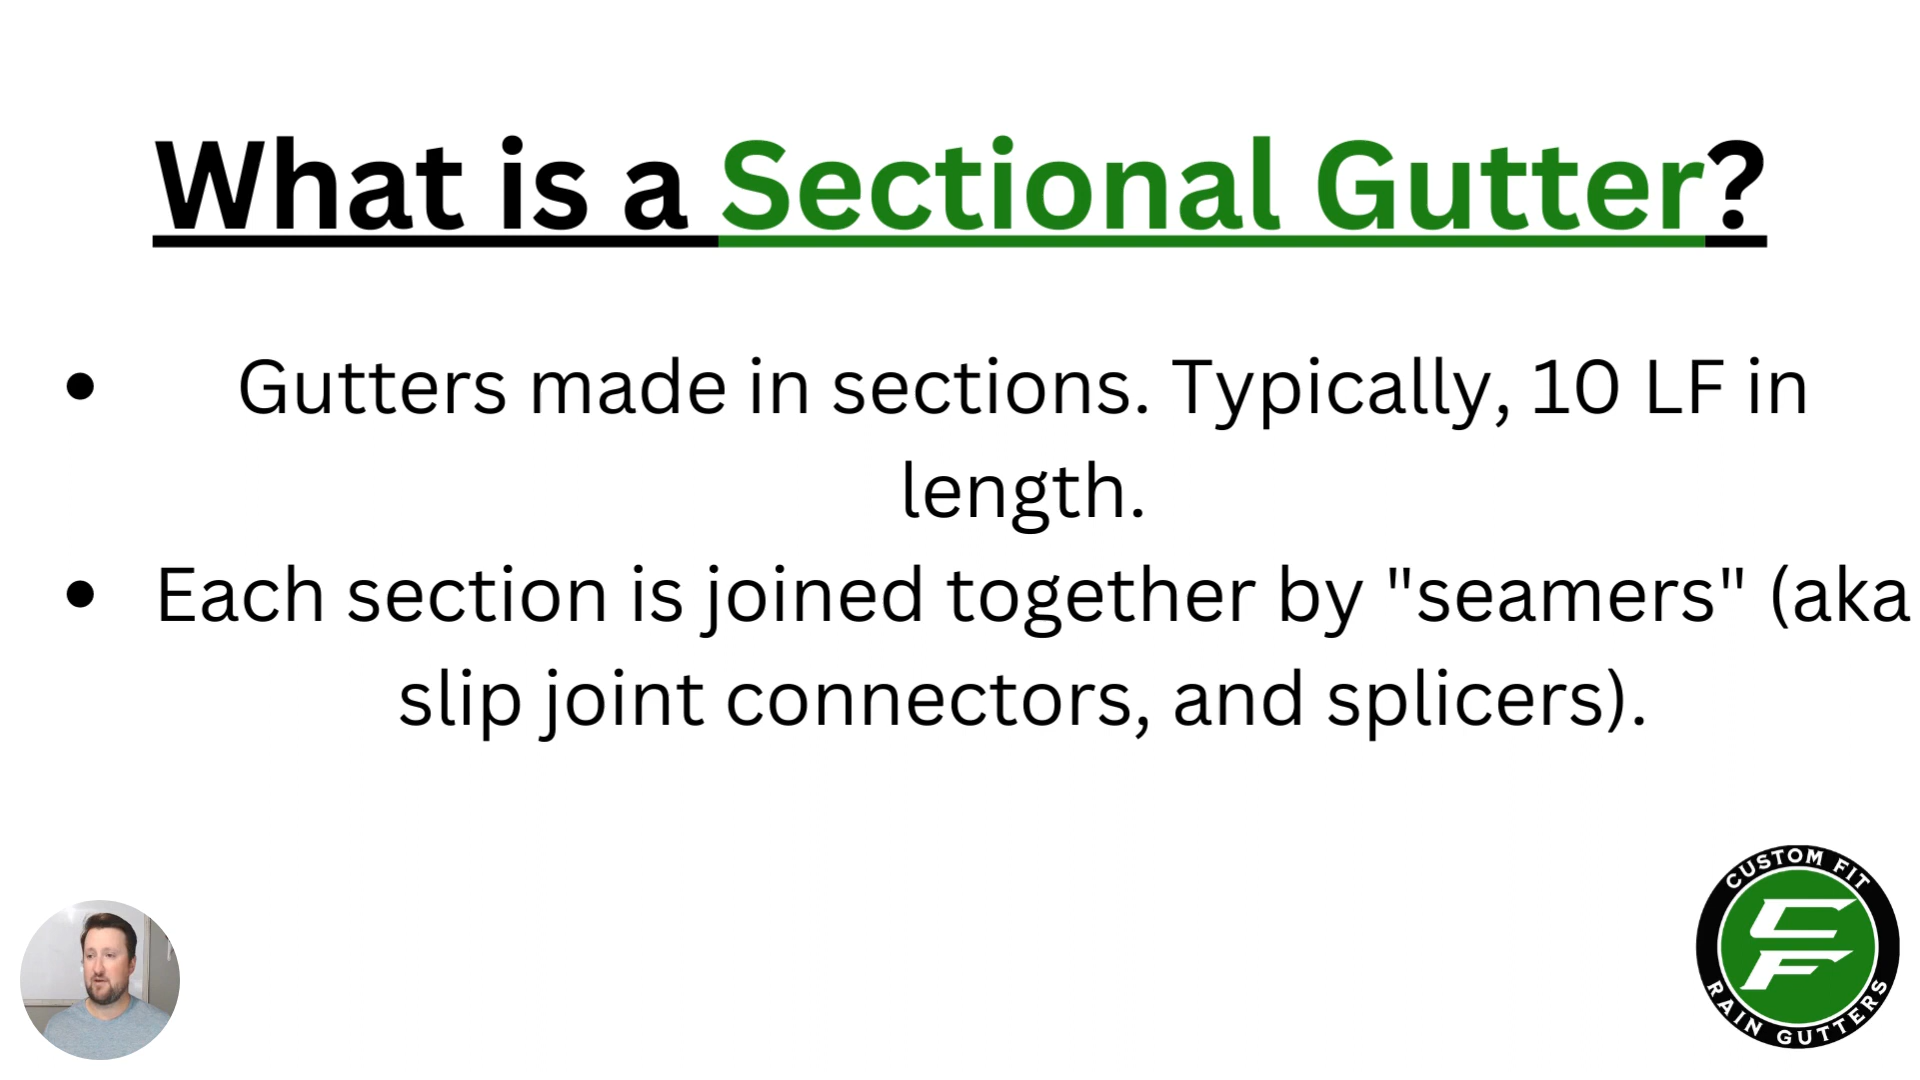 What is a Sectional Gutter?
• Gutters made in sections. Typically, 10 LF in
length.
• Each section is joined together by "seamers" (aka
slip joint connectors, and splicers).
CUSTOM FIT
CF
RAIN GUTTERS